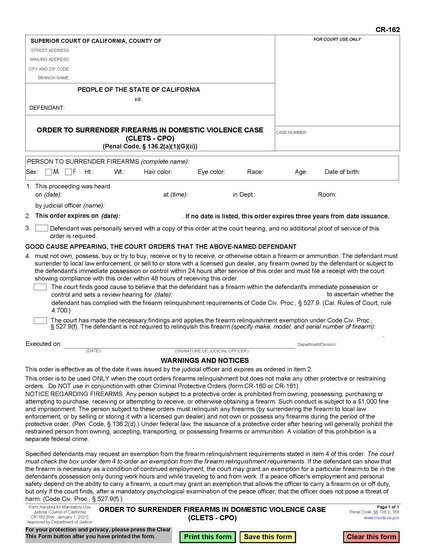 CR-162
SUPERIOR COURT OF CALIFORNIA, COUNTY OF
FOR COURT USE ONLY
STREET ADDRESS:
MAILING ADDRESS:
CITY AND ZIP CODE:
BRANCH NAME:
PEOPLE OF THE STATE OF CALIFORNIA
vs.
DEFENDANT:
ORDER TO SURRENDER FIREARMS IN DOMESTIC VIOLENCE CASE
(CLETS - CPO)
(Penal Code, § 136.2(a)(1)(G)(ii))
CASE NUMBER:
PERSON TO SURRENDER FIREARMS (complete name):
Sex: M F Ht.: Wt.: Hair color: Eye color: Race: Age: Date of birth:
1. This proceeding was heard
on (date): at (time): in Dept.: Room:
by judicial officer (name):
2. This order expires on (date): . If no date is listed, this order expires three years from date issuance.
3. Defendant was personally served with a copy of this order at the court hearing, and no additional proof of service of this
order is required.
GOOD CAUSE APPEARING, THE COURT ORDERS THAT THE ABOVE-NAMED DEFENDANT
4. must not own, possess, buy or try to buy, receive or try to receive, or otherwise obtain a firearm or ammunition. The defendant must
surrender to local law enforcement, or sell to or store with a licensed gun dealer, any firearm owned by the defendant or subject to
the defendant's immediate possession or control within 24 hours after service of this order and must file a receipt with the court
showing compliance with this order within 48 hours of receiving this order.
The court finds good cause to believe that the defendant has a firearm within the defendant's immediate possession or
control and sets a review hearing for (date): to ascertain whether the
defendant has complied with the firearm relinquishment requirements of Code Civ. Proc., § 527.9. (Cal. Rules of Court, rule
4.700.)
The court has made the necessary findings and applies the firearm relinquishment exemption under Code Civ. Proc.,
§ 527.9(f). The defendant is not required to relinquish this firearm (specify make, model, and serial number of firearm):
Executed on:
(DATE)
(SIGNATURE OF JUDICIAL OFFICER)
Department/Division:
WARNINGS AND NOTICES
This order is effective as of the date it was issued by the judicial officer and expires as ordered in item 2.
This order is to be used ONLY when the court orders firearms relinquishment but does not make any other protective or restraining
orders. Do NOT use in conjunction with other Criminal Protective Orders (form CR-160 or CR-161).
NOTICE REGARDING FIREARMS. Any person subject to a protective order is prohibited from owning, possessing, purchasing or
attempting to purchase, receiving or attempting to receive, or otherwise obtaining a firearm. Such conduct is subject to a $1,000 fine
and imprisonment. The person subject to these orders must relinquish any firearms (by surrendering the firearm to local law
enforcement, or by selling or storing it with a licensed gun dealer) and not own or possess any firearms during the period of the
protective order. (Pen. Code, § 136.2(d).) Under federal law, the issuance of a protective order after hearing will generally prohibit the
restrained person from owning, accepting, transporting, or possessing firearms or ammunition. A violation of this prohibition is a
separate federal crime.
Specified defendants may request an exemption from the relinquishment requirements stated in item 4 of this order. The court
must check the box under item 4 to order an exemption from the firearm relinquishment requirements. If the defendant can show that
the firearm is necessary as a condition of continued employment, the court may grant an exemption for a particular firearm to be in the
defendant's possession only during work hours and while traveling to and from work. If a peace officer's employment and personal
safety depend on the ability to carry a firearm, a court may grant an exemption that allows the officer to carry a firearm on or off duty,
but only if the court finds, after a mandatory psychological examination of the peace officer, that the officer does not pose a threat of
harm. (Code Civ. Proc., § 527.9(f).)
Form Adopted for Mandatory Use
Judicial Council of California
CR-162 [Rev. January 1, 2020]
Approved by Department of Justice
ORDER TO SURRENDER FIREARMS IN DOMESTIC VIOLENCE CASE
(CLETS - CPO)
Page 1 of 1
Penal Code, §§ 136.2, 166
www.courts.ca.gov
For your protection and privacy, please press the Clear
This Form button after you have printed the form.
Print this form
Save this form
Clear this form